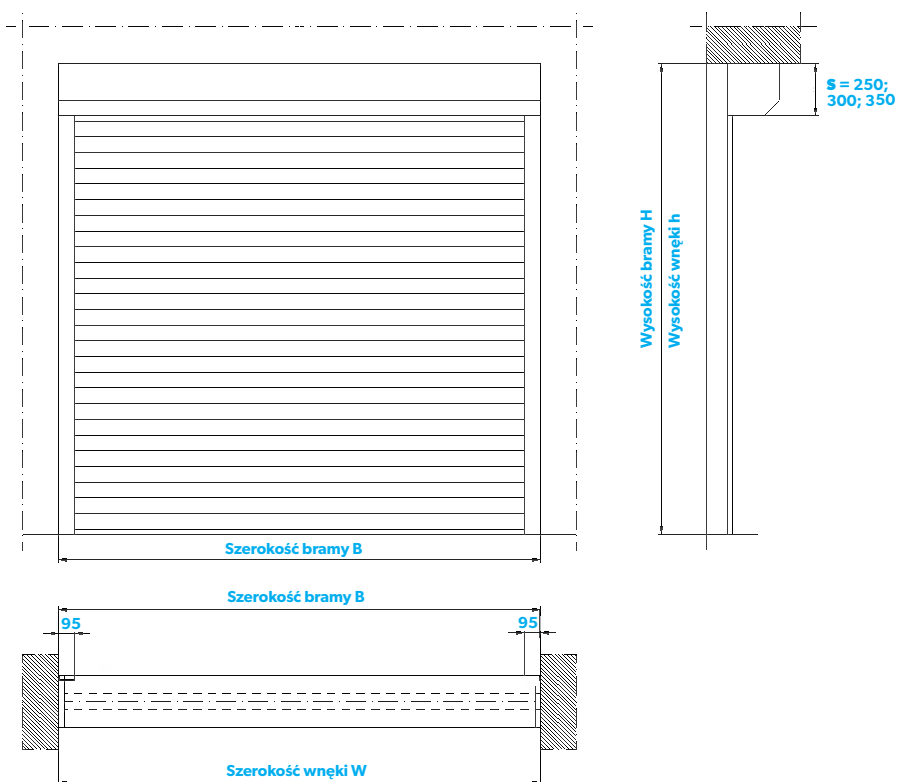 S = 250;
300; 350
Wysokość bramy H
Wysokość wnęki h
Szerokość bramy B
Szerokość bramy B
95
95
Szerokość wnęki W